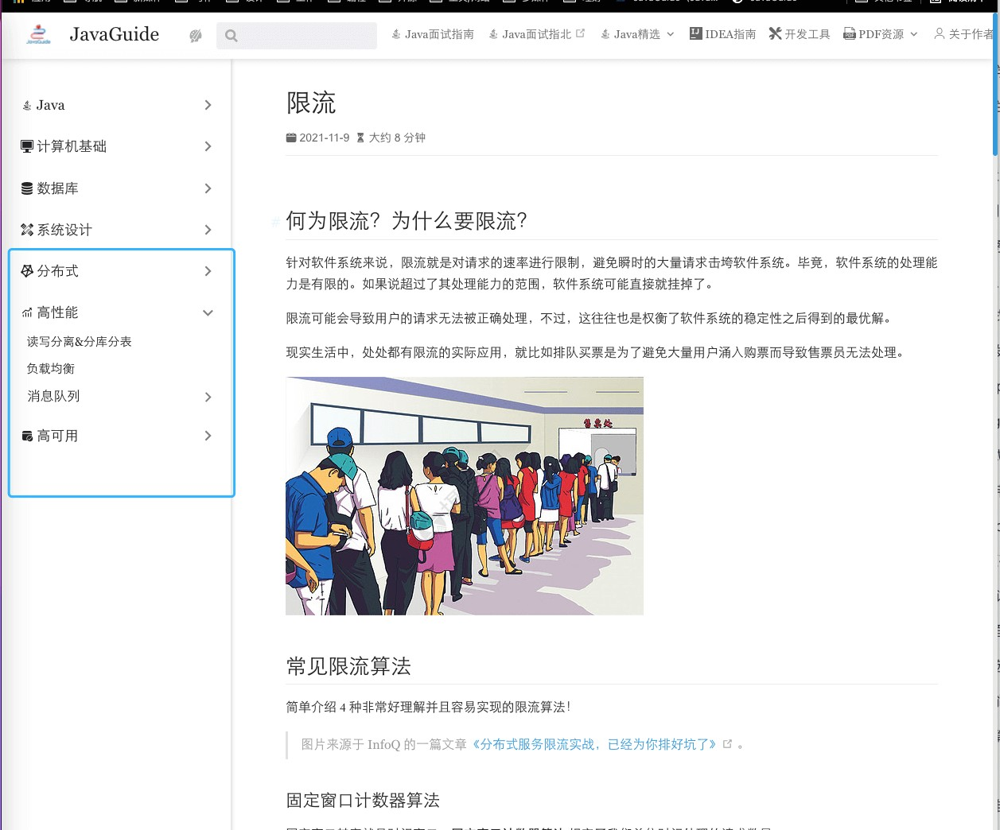 JavaGuide
Java面试指南
Java面试指北
Java精选
IDEA指南
开发工具
PDF资源
关于作者
Java
计算机基础
数据库
系统设计
分布式
高性能
读写分离&分库分表
负载均衡
消息队列
高可用
限流
2021-11-9 大约 8 分钟
# 何为限流？为什么要限流？
针对软件系统来说，限流就是对请求的速率进行限制，避免瞬时的大量请求击垮软件系统。毕竟，软件系统的处理能
力是有限的。如果说超过了其处理能力的范围，软件系统可能直接就挂掉了。
限流可能会导致用户的请求无法被正确处理，不过，这往往也是权衡了软件系统的稳定性之后得到的最优解。
现实生活中，处处都有限流的实际应用，就比如排队买票是为了避免大量用户涌入购票而导致售票员无法处理。
售票处
常见限流算法
简单介绍 4 种非常好理解并且容易实现的限流算法！
图片来源于 InfoQ 的一篇文章《分布式服务限流实战，已经为你排好坑了》。
固定窗口计数器算法